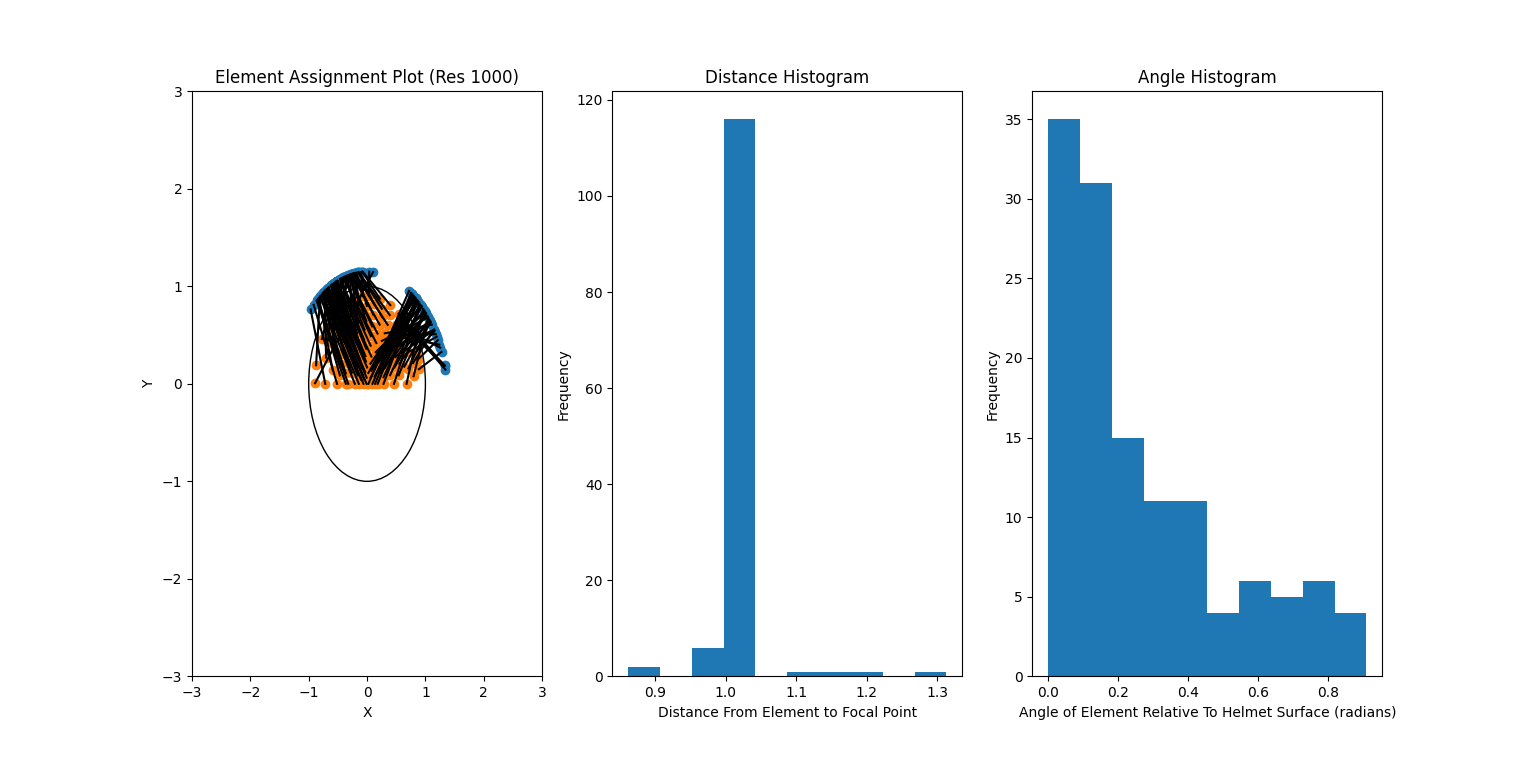 Element Assignment Plot (Res 1000)
3
2
1
0
−1
−2
−3
Y
−3 −2 −1 0 1 2 3
X
Distance Histogram
120
100
80
60
40
20
0
Frequency
0.9 1.0 1.1 1.2 1.3
Distance From Element to Focal Point
Angle Histogram
35
30
25
20
15
10
5
0
Frequency
0.0 0.2 0.4 0.6 0.8
Angle of Element Relative To Helmet Surface (radians)